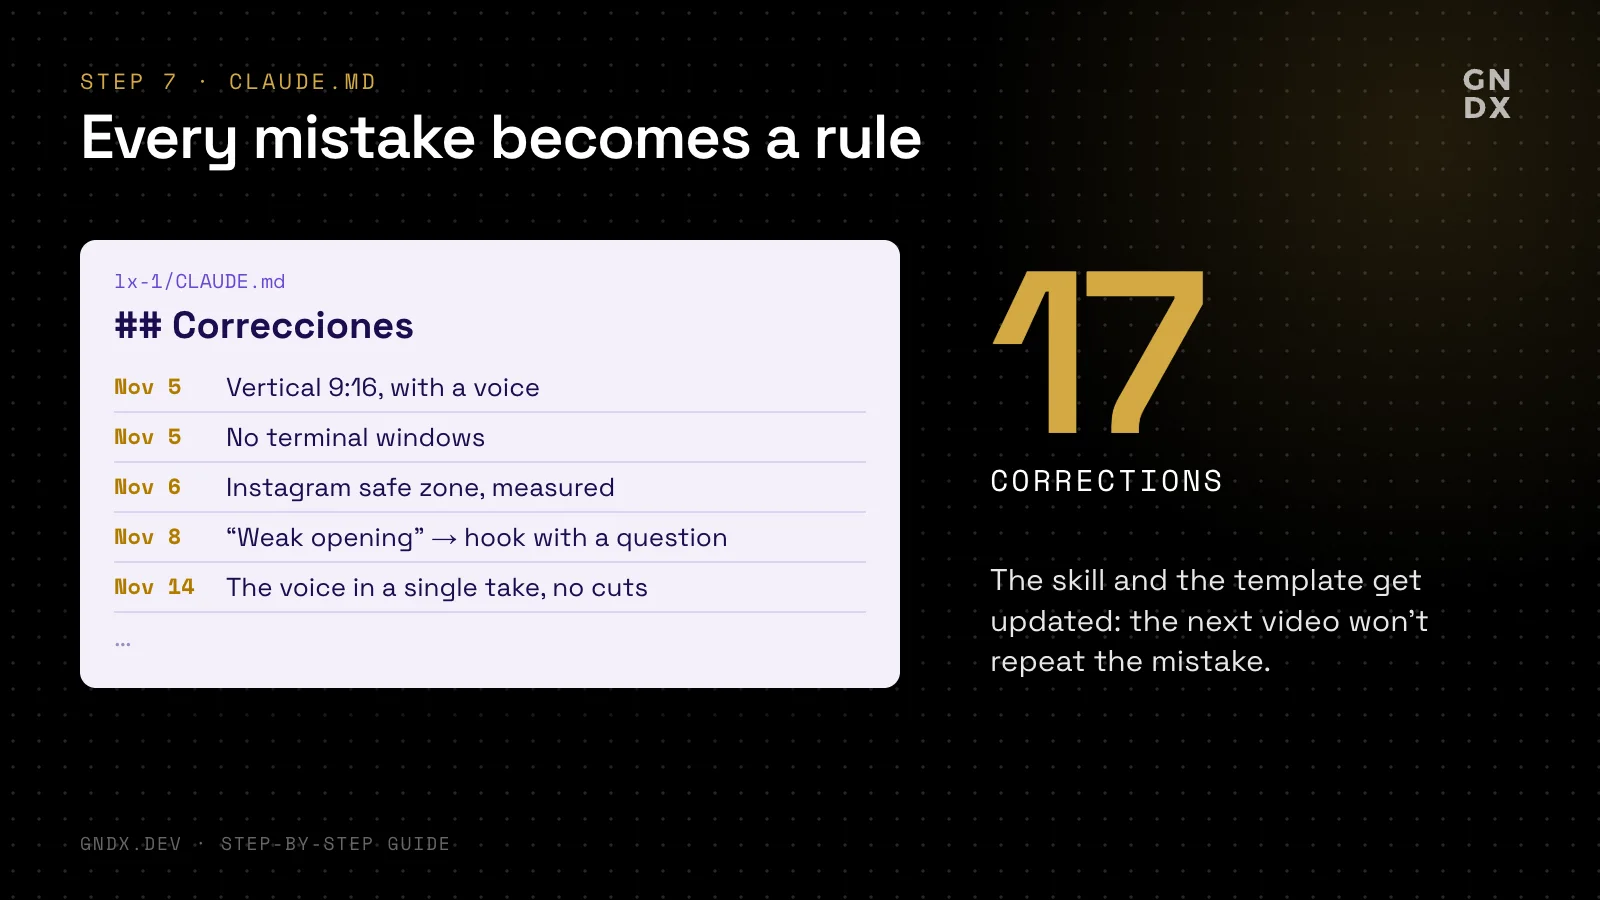 STEP 7 · CLAUDE.MD
Every mistake becomes a rule
GN
DX
lx-1/CLAUDE.md
## Correcciones
Nov 5 Vertical 9:16, with a voice
Nov 5 No terminal windows
Nov 6 Instagram safe zone, measured
Nov 8 “Weak opening” → hook with a question
Nov 14 The voice in a single take, no cuts
…
17
CORRECTIONS
The skill and the template get
updated: the next video won’t
repeat the mistake.
GNDX.DEV · STEP-BY-STEP GUIDE